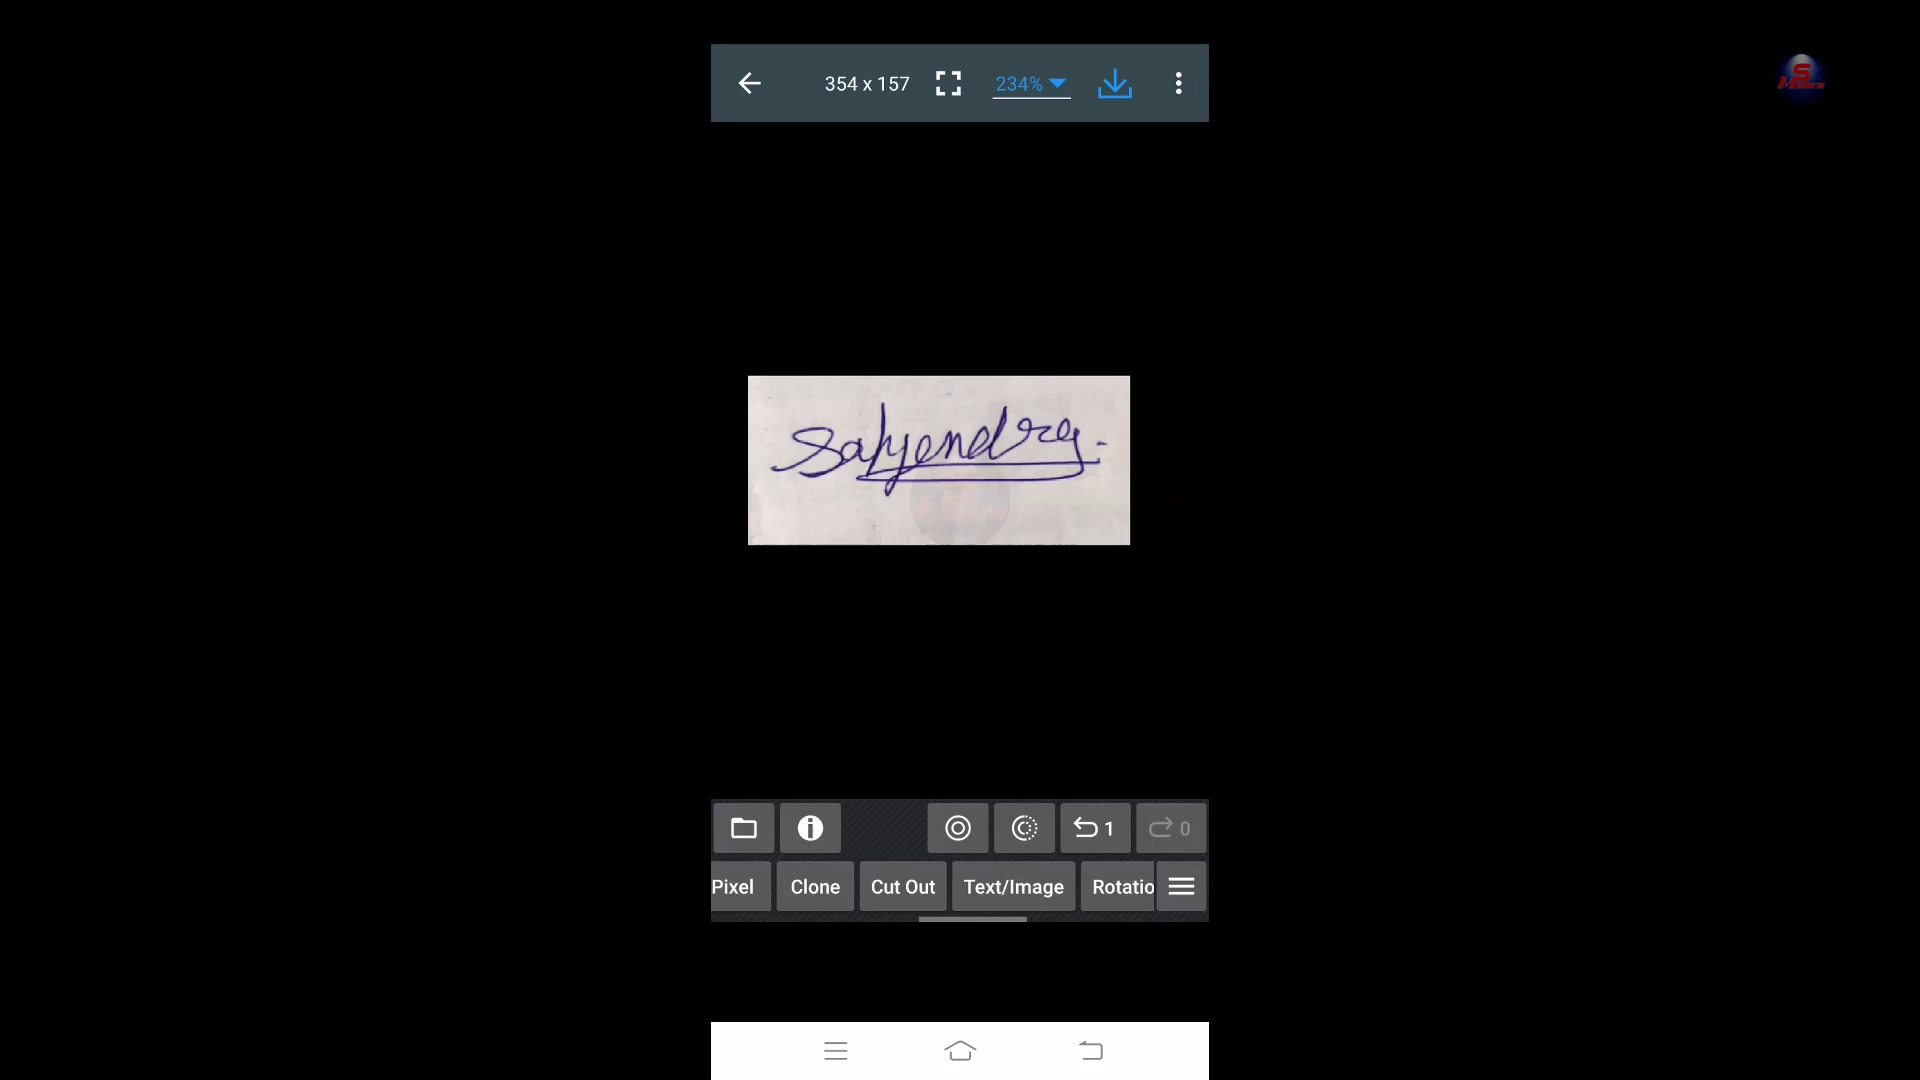 354 x 157 234%
Satyendra.
1 0
Pixel Clone Cut Out Text/Image Rotatio